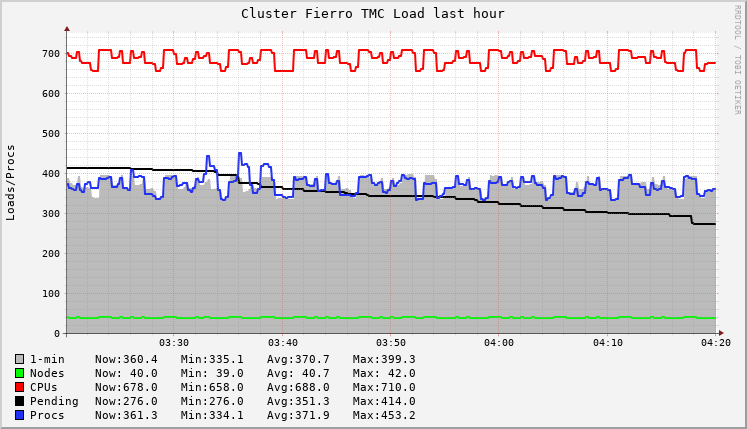 Cluster Fierro TMC Load last hour
RRDTOOL / TOBI OETIKER
Loads/Procs
700
600
500
400
300
200
100
0
03:30 03:40 03:50 04:00 04:10 04:20
1-min Now:360.4 Min:335.1 Avg:370.7 Max:399.3
Nodes Now: 40.0 Min: 39.0 Avg: 40.7 Max: 42.0
CPUs Now:678.0 Min:658.0 Avg:688.0 Max:710.0
Pending Now:276.0 Min:276.0 Avg:351.3 Max:414.0
Procs Now:361.3 Min:334.1 Avg:371.9 Max:453.2